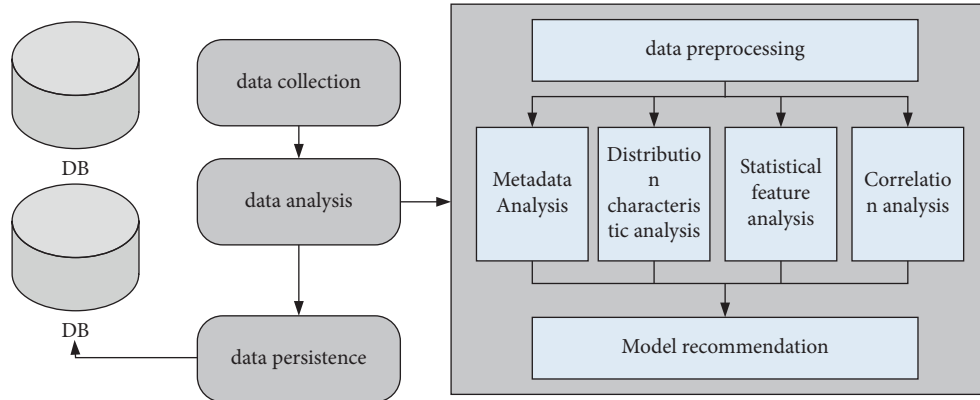 DB
DB
data collection
data analysis
data persistence
data preprocessing
Metadata
Analysis
Distributio
n
characteris
tic analysis
Statistical
feature
analysis
Correlatio
n analysis
Model recommendation